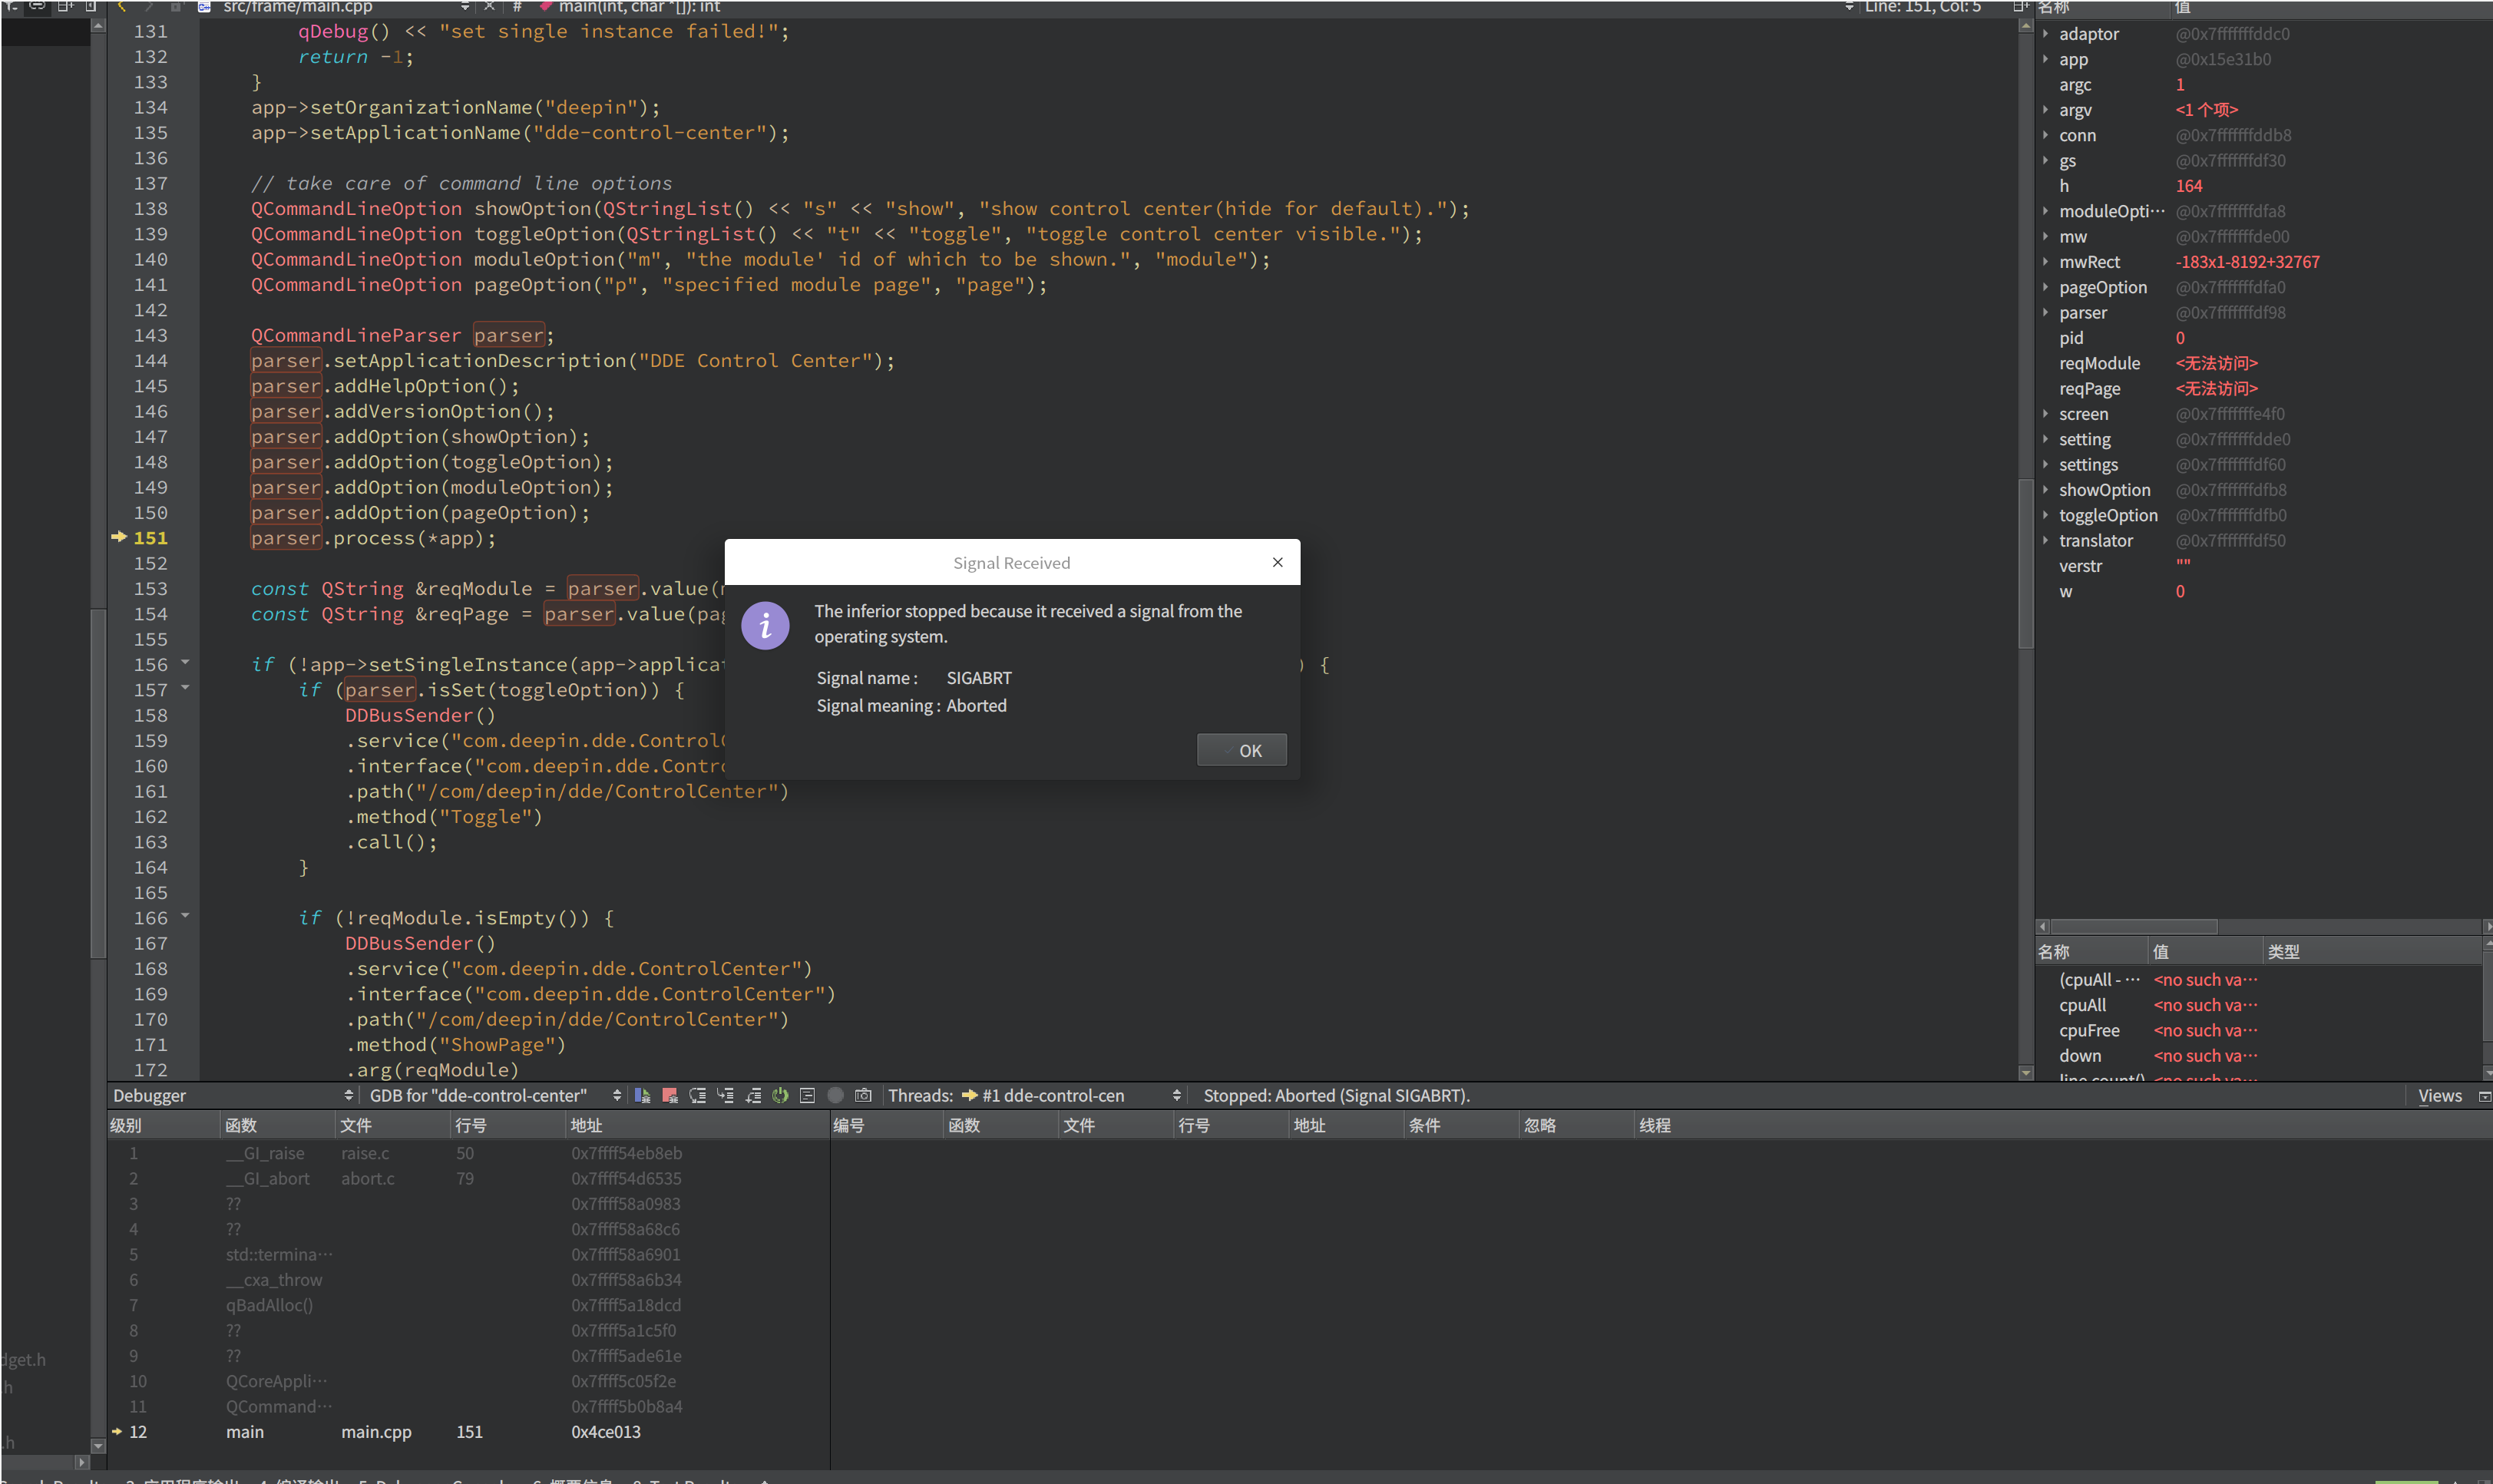 src/frame/main.cpp
#
main(int, char *[]): int
Line: 151, Col: 5
131 qDebug() << "set single instance failed!";
132 return -1;
133 }
134 app->setOrganizationName("deepin");
135 app->setApplicationName("dde-control-center");
136
137 // take care of command line options
138 QCommandLineOption showOption(QStringList() << "s" << "show", "show control center(hide for default).");
139 QCommandLineOption toggleOption(QStringList() << "t" << "toggle", "toggle control center visible.");
140 QCommandLineOption moduleOption("m", "the module' id of which to be shown.", "module");
141 QCommandLineOption pageOption("p", "specified module page", "page");
142
143 QCommandLineParser parser;
144 parser.setApplicationDescription("DDE Control Center");
145 parser.addHelpOption();
146 parser.addVersionOption();
147 parser.addOption(showOption);
148 parser.addOption(toggleOption);
149 parser.addOption(moduleOption);
150 parser.addOption(pageOption);
151 parser.process(*app);
152
153 const QString &reqModule = parser.value(
154 const QString &reqPage = parser.value(pag
155
156 if (!app->setSingleInstance(app->applicat ) {
157 if (parser.isSet(toggleOption)) {
158 DDBusSender()
159 .service("com.deepin.dde.ControlC
160 .interface("com.deepin.dde.Contro
161 .path("/com/deepin/dde/ControlCenter")
162 .method("Toggle")
163 .call();
164 }
165
166 if (!reqModule.isEmpty()) {
167 DDBusSender()
168 .service("com.deepin.dde.ControlCenter")
169 .interface("com.deepin.dde.ControlCenter")
170 .path("/com/deepin/dde/ControlCenter")
171 .method("ShowPage")
172 .arg(reqModule)
Signal Received
The inferior stopped because it received a signal from the
operating system.
Signal name : SIGABRT
Signal meaning : Aborted
OK
名称 值
adaptor @0x7fffffffddc0
app @0x15e31b0
argc 1
argv <1 个项>
conn @0x7fffffffddb8
gs @0x7fffffffdf30
h 164
moduleOpti··· @0x7fffffffdfa8
mw @0x7fffffffde00
mwRect -183x1-8192+32767
pageOption @0x7fffffffdfa0
parser @0x7fffffffdf98
pid 0
reqModule <无法访问>
reqPage <无法访问>
screen @0x7fffffffe4f0
setting @0x7fffffffdde0
settings @0x7fffffffdf60
showOption @0x7fffffffdfb8
toggleOption @0x7fffffffdfb0
translator @0x7fffffffdf50
verstr ""
w 0
名称 值 类型
(cpuAll - ··· <no such va···
cpuAll <no such va···
cpuFree <no such va···
down <no such va···
line count() <no such va···
Debugger GDB for "dde-control-center" Threads: #1 dde-control-cen Stopped: Aborted (Signal SIGABRT). Views
级别 函数 文件 行号 地址 编号 函数 文件 行号 地址 条件 忽略 线程
1 __GI_raise raise.c 50 0x7ffff54eb8eb
2 __GI_abort abort.c 79 0x7ffff54d6535
3 ?? 0x7ffff58a0983
4 ?? 0x7ffff58a68c6
5 std::termina··· 0x7ffff58a6901
6 __cxa_throw 0x7ffff58a6b34
7 qBadAlloc() 0x7ffff5a18dcd
8 ?? 0x7ffff5a1c5f0
9 ?? 0x7ffff5ade61e
10 QCoreAppli··· 0x7ffff5c05f2e
11 QCommand··· 0x7ffff5b0b8a4
12 main main.cpp 151 0x4ce013
dget.h
.h
.h